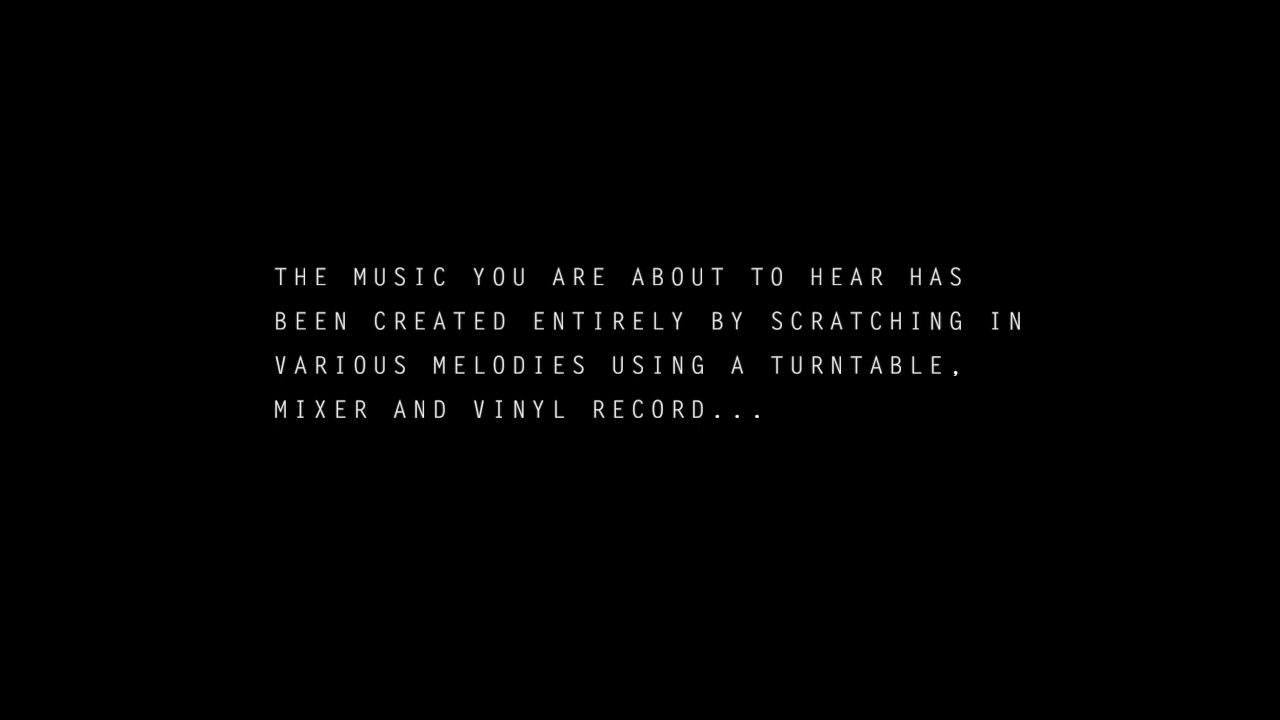 THE MUSIC YOU ARE ABOUT TO HEAR HAS
BEEN CREATED ENTIRELY BY SCRATCHING IN
VARIOUS MELODIES USING A TURNTABLE,
MIXER AND VINYL RECORD...